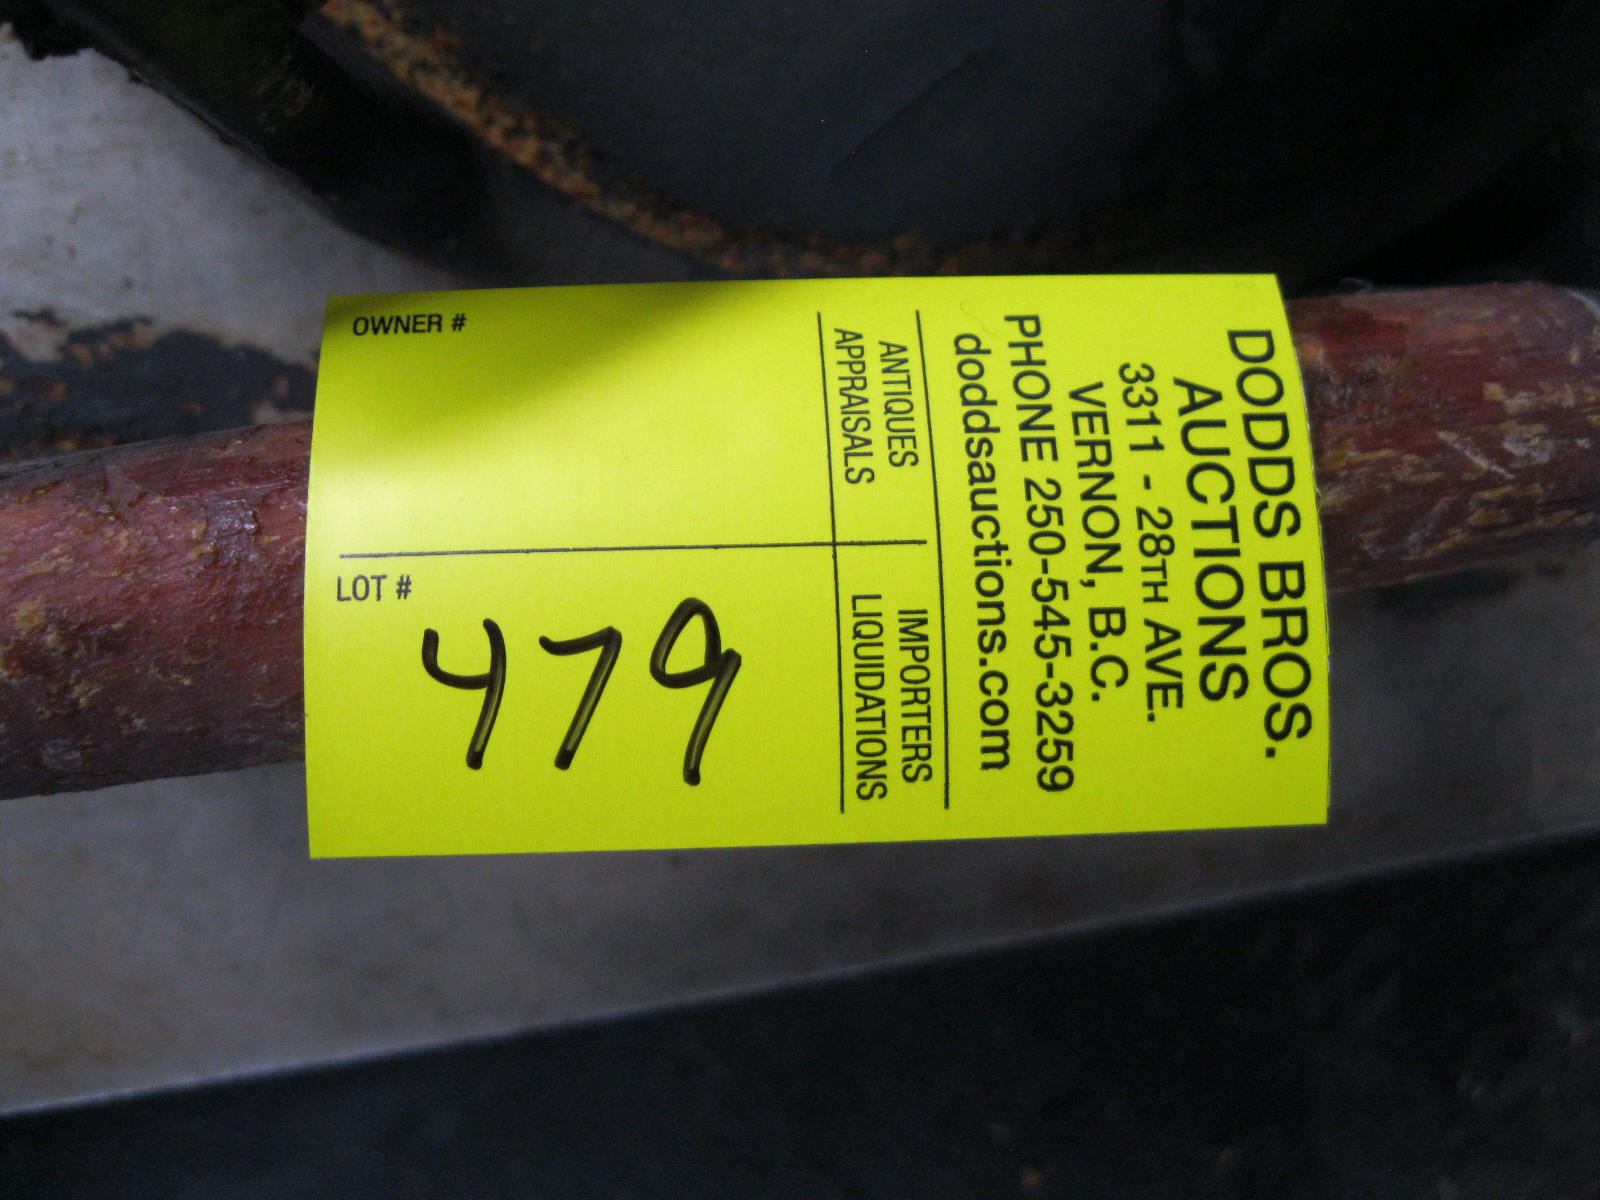 DODDS BROS.
AUCTIONS
3311 - 28TH AVE.
VERNON, B.C.
PHONE 250-545-3259
doddsauctions.com
ANTIQUES IMPORTERS
APPRAISALS LIQUIDATIONS
OWNER #
LOT #
479